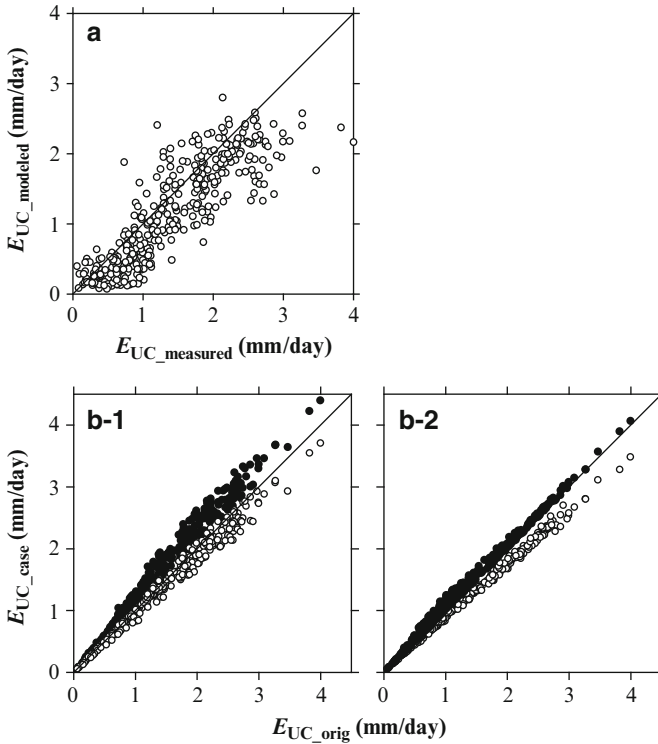 a
4
3
2
1
0
E_UC_modeled (mm/day)
0 1 2 3 4
E_UC_measured (mm/day)
b-1
b-2
4
3
2
1
0
E_UC_case (mm/day)
0 1 2 3 4
0 1 2 3 4
E_UC_orig (mm/day)